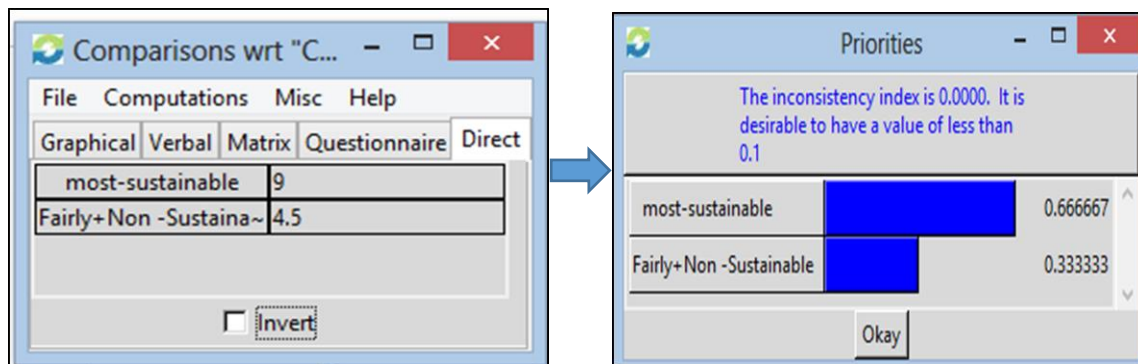 Comparisons wrt "C...
File Computations Misc Help
Graphical Verbal Matrix Questionnaire Direct
most-sustainable 9
Fairly+Non -Sustaina~ 4.5
Invert
Priorities
The inconsistency index is 0.0000. It is
desirable to have a value of less than
0.1
most-sustainable 0.666667
Fairly+Non -Sustainable 0.333333
Okay